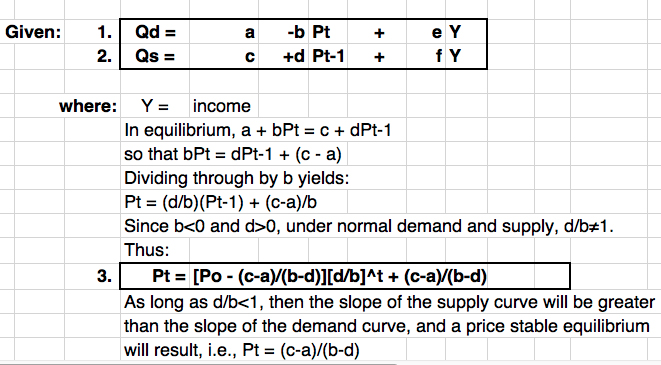 Given: 1. Qd = a -b Pt + e Y
2. Qs = c +d Pt-1 + f Y
where: Y = income
In equilibrium, a + bPt = c + dPt-1
so that bPt = dPt-1 + (c - a)
Dividing through by b yields:
Pt = (d/b)(Pt-1) + (c-a)/b
Since b<0 and d>0, under normal demand and supply, d/b≠1.
Thus:
3. Pt = [Po - (c-a)/(b-d)][d/b]^t + (c-a)/(b-d)
As long as d/b<1, then the slope of the supply curve will be greater
than the slope of the demand curve, and a price stable equilibrium
will result, i.e., Pt = (c-a)/(b-d)